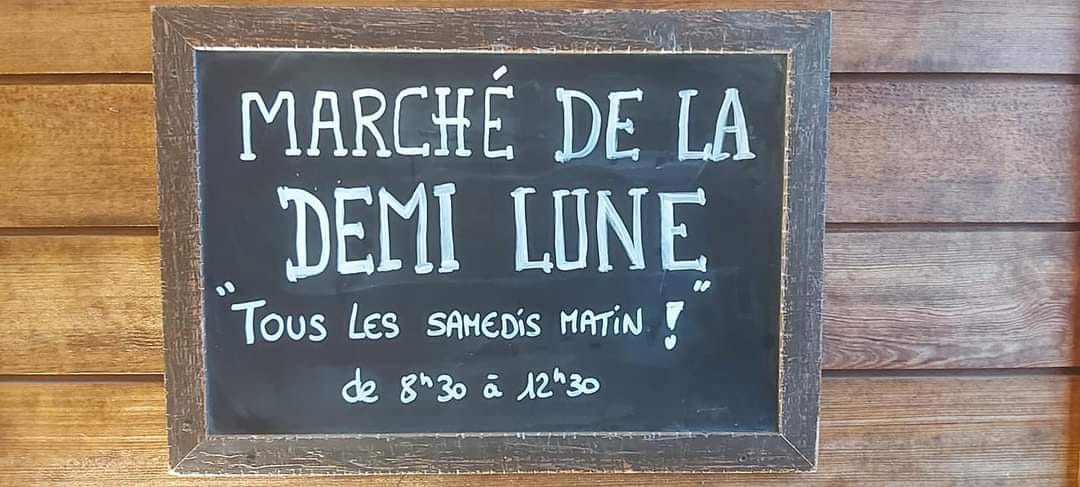 MARCHÉ DE LA
DEMI LUNE
"TOUS LES SAMEDIS MATIN !"
de 8h30 à 12h30